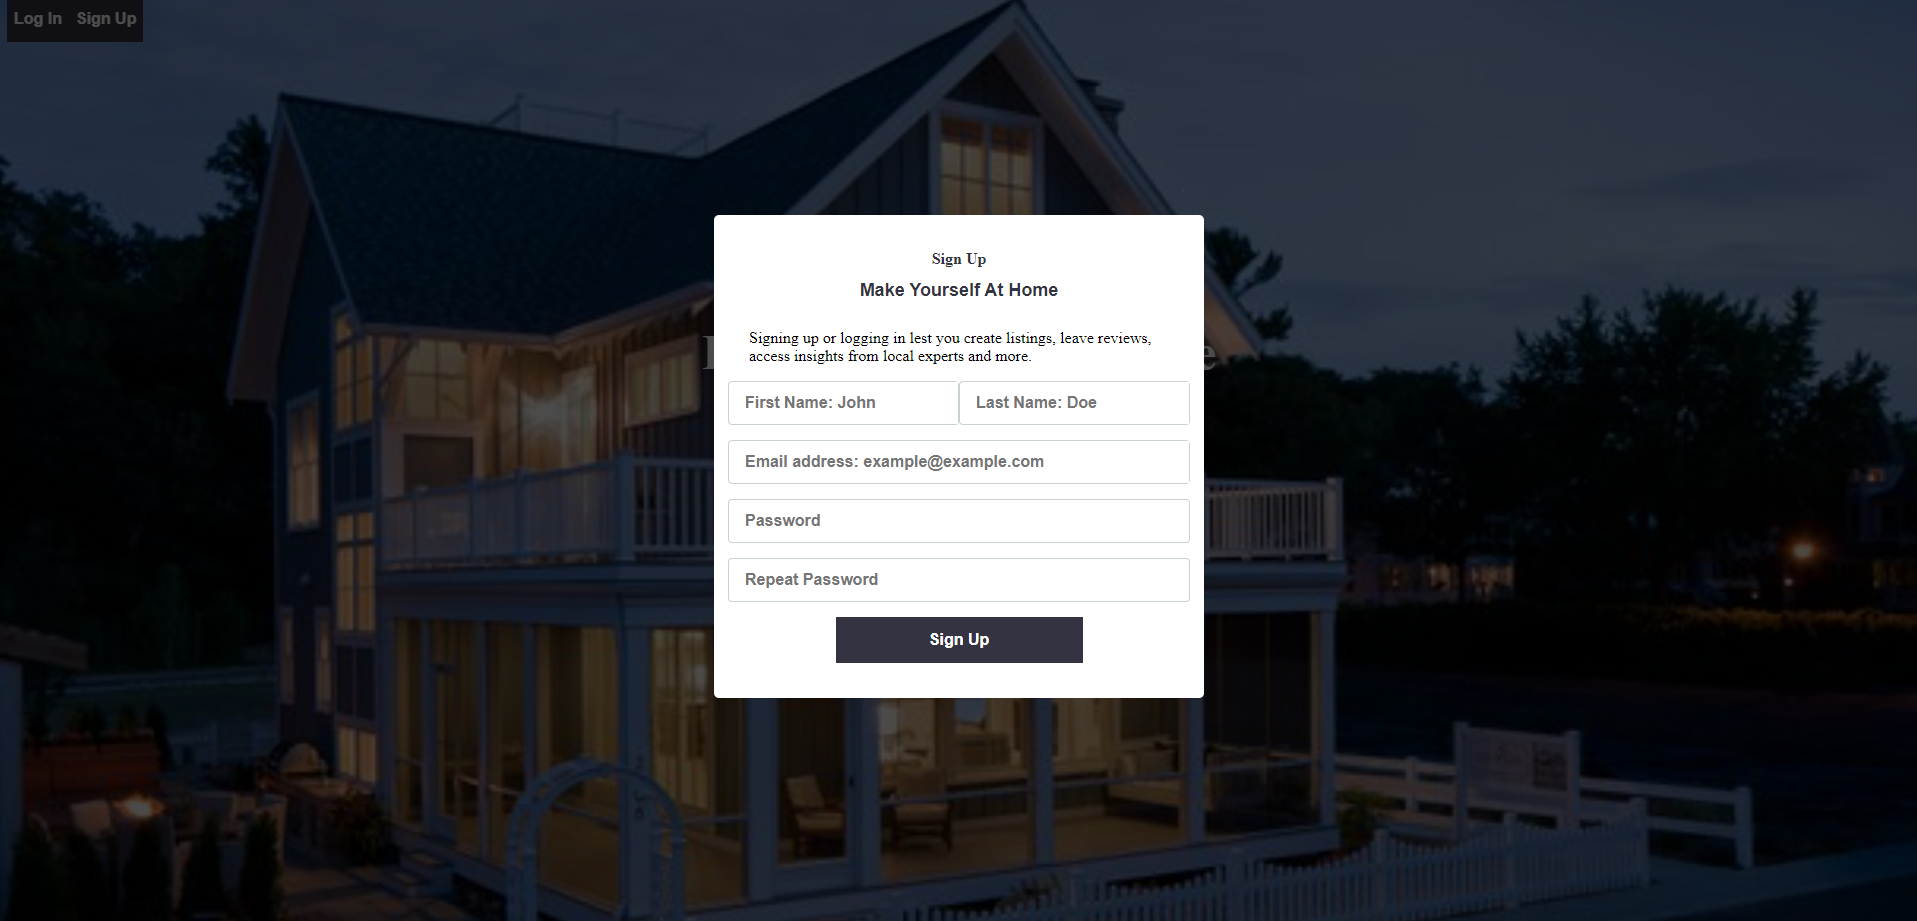 Log In Sign Up
Sign Up
Make Yourself At Home
Signing up or logging in lest you create listings, leave reviews,
access insights from local experts and more.
First Name: John Last Name: Doe
Email address: example@example.com
Password
Repeat Password
Sign Up